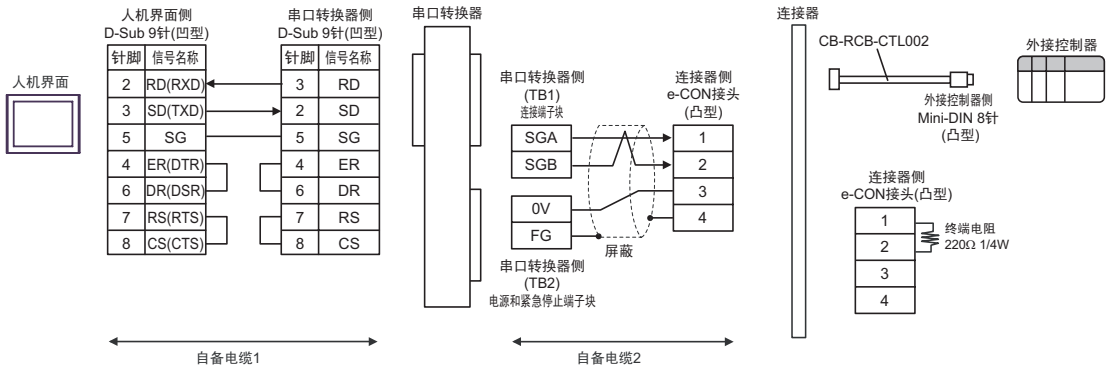 人机界面
人机界面侧
D-Sub 9针(凹型)
针脚 信号名称
2 RD(RXD)
3 SD(TXD)
5 SG
4 ER(DTR)
6 DR(DSR)
7 RS(RTS)
8 CS(CTS)
串口转换器侧
D-Sub 9针(凹型)
针脚 信号名称
3 RD
2 SD
5 SG
4 ER
6 DR
7 RS
8 CS
自备电缆1
串口转换器
串口转换器侧
(TB1)
连接端子块
SGA
SGB
0V
FG
串口转换器侧
(TB2)
电源和紧急停止端子块
屏蔽
连接器侧
e-CON接头
(凸型)
1
2
3
4
自备电缆2
连接器
CB-RCB-CTL002
外接控制器侧
Mini-DIN 8针
(凸型)
外接控制器
连接器侧
e-CON接头(凸型)
1
2
3
4
终端电阻
220Ω 1/4W